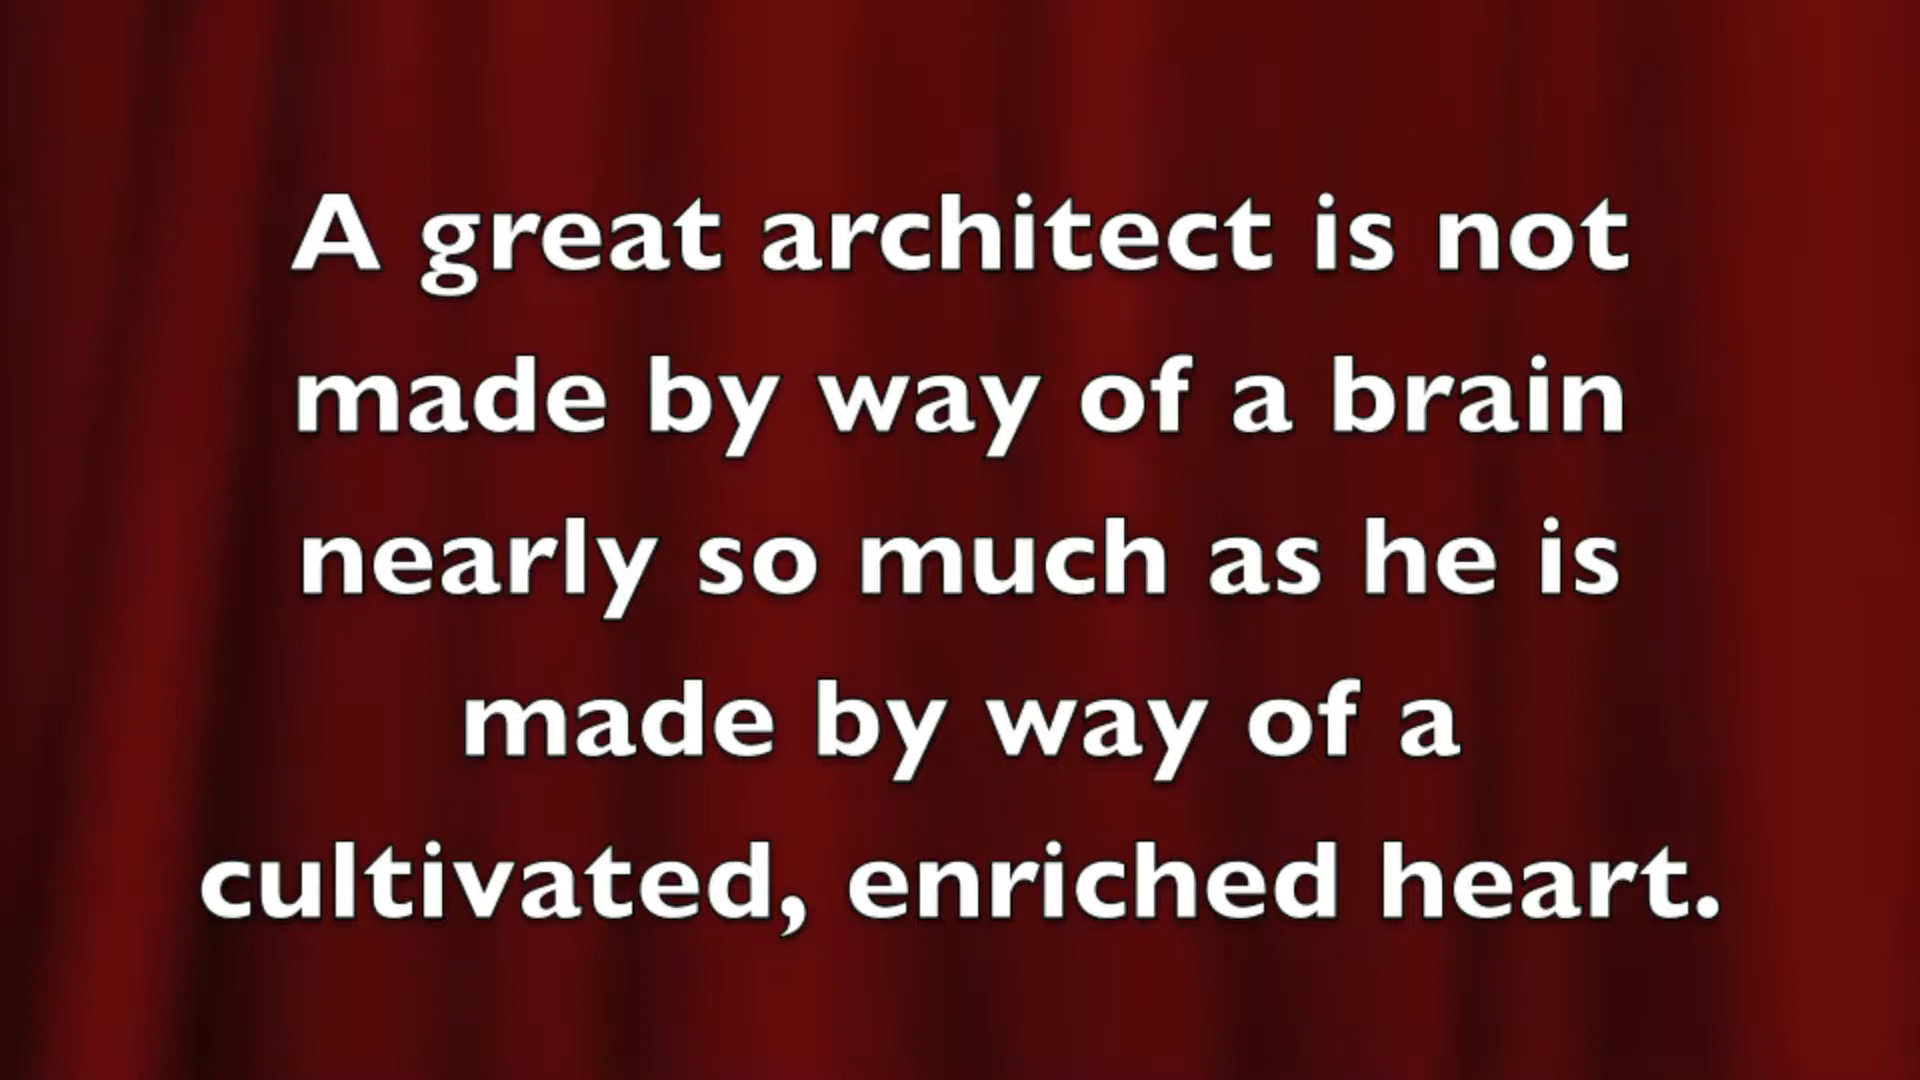 A great architect is not
made by way of a brain
nearly so much as he is
made by way of a
cultivated, enriched heart.